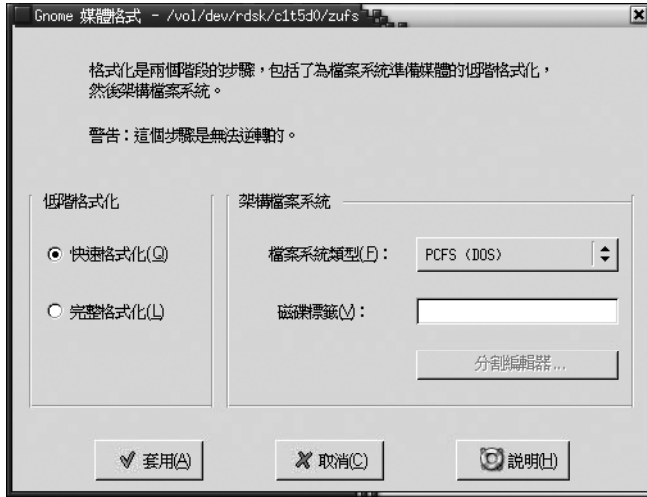 Gnome 媒體格式 - /vol/dev/rdsk/c1t5d0/zufs
格式化是兩個階段的步驟，包括了為檔案系統準備媒體的低階格式化，
然後架構檔案系統。
警告：這個步驟是無法逆轉的。
低階格式化
快速格式化(Q)
完整格式化(L)
架構檔案系統
檔案系統類型(F)：
PCFS (DOS)
磁碟標籤(V)：
分割編輯器...
套用(A)
取消(C)
說明(H)